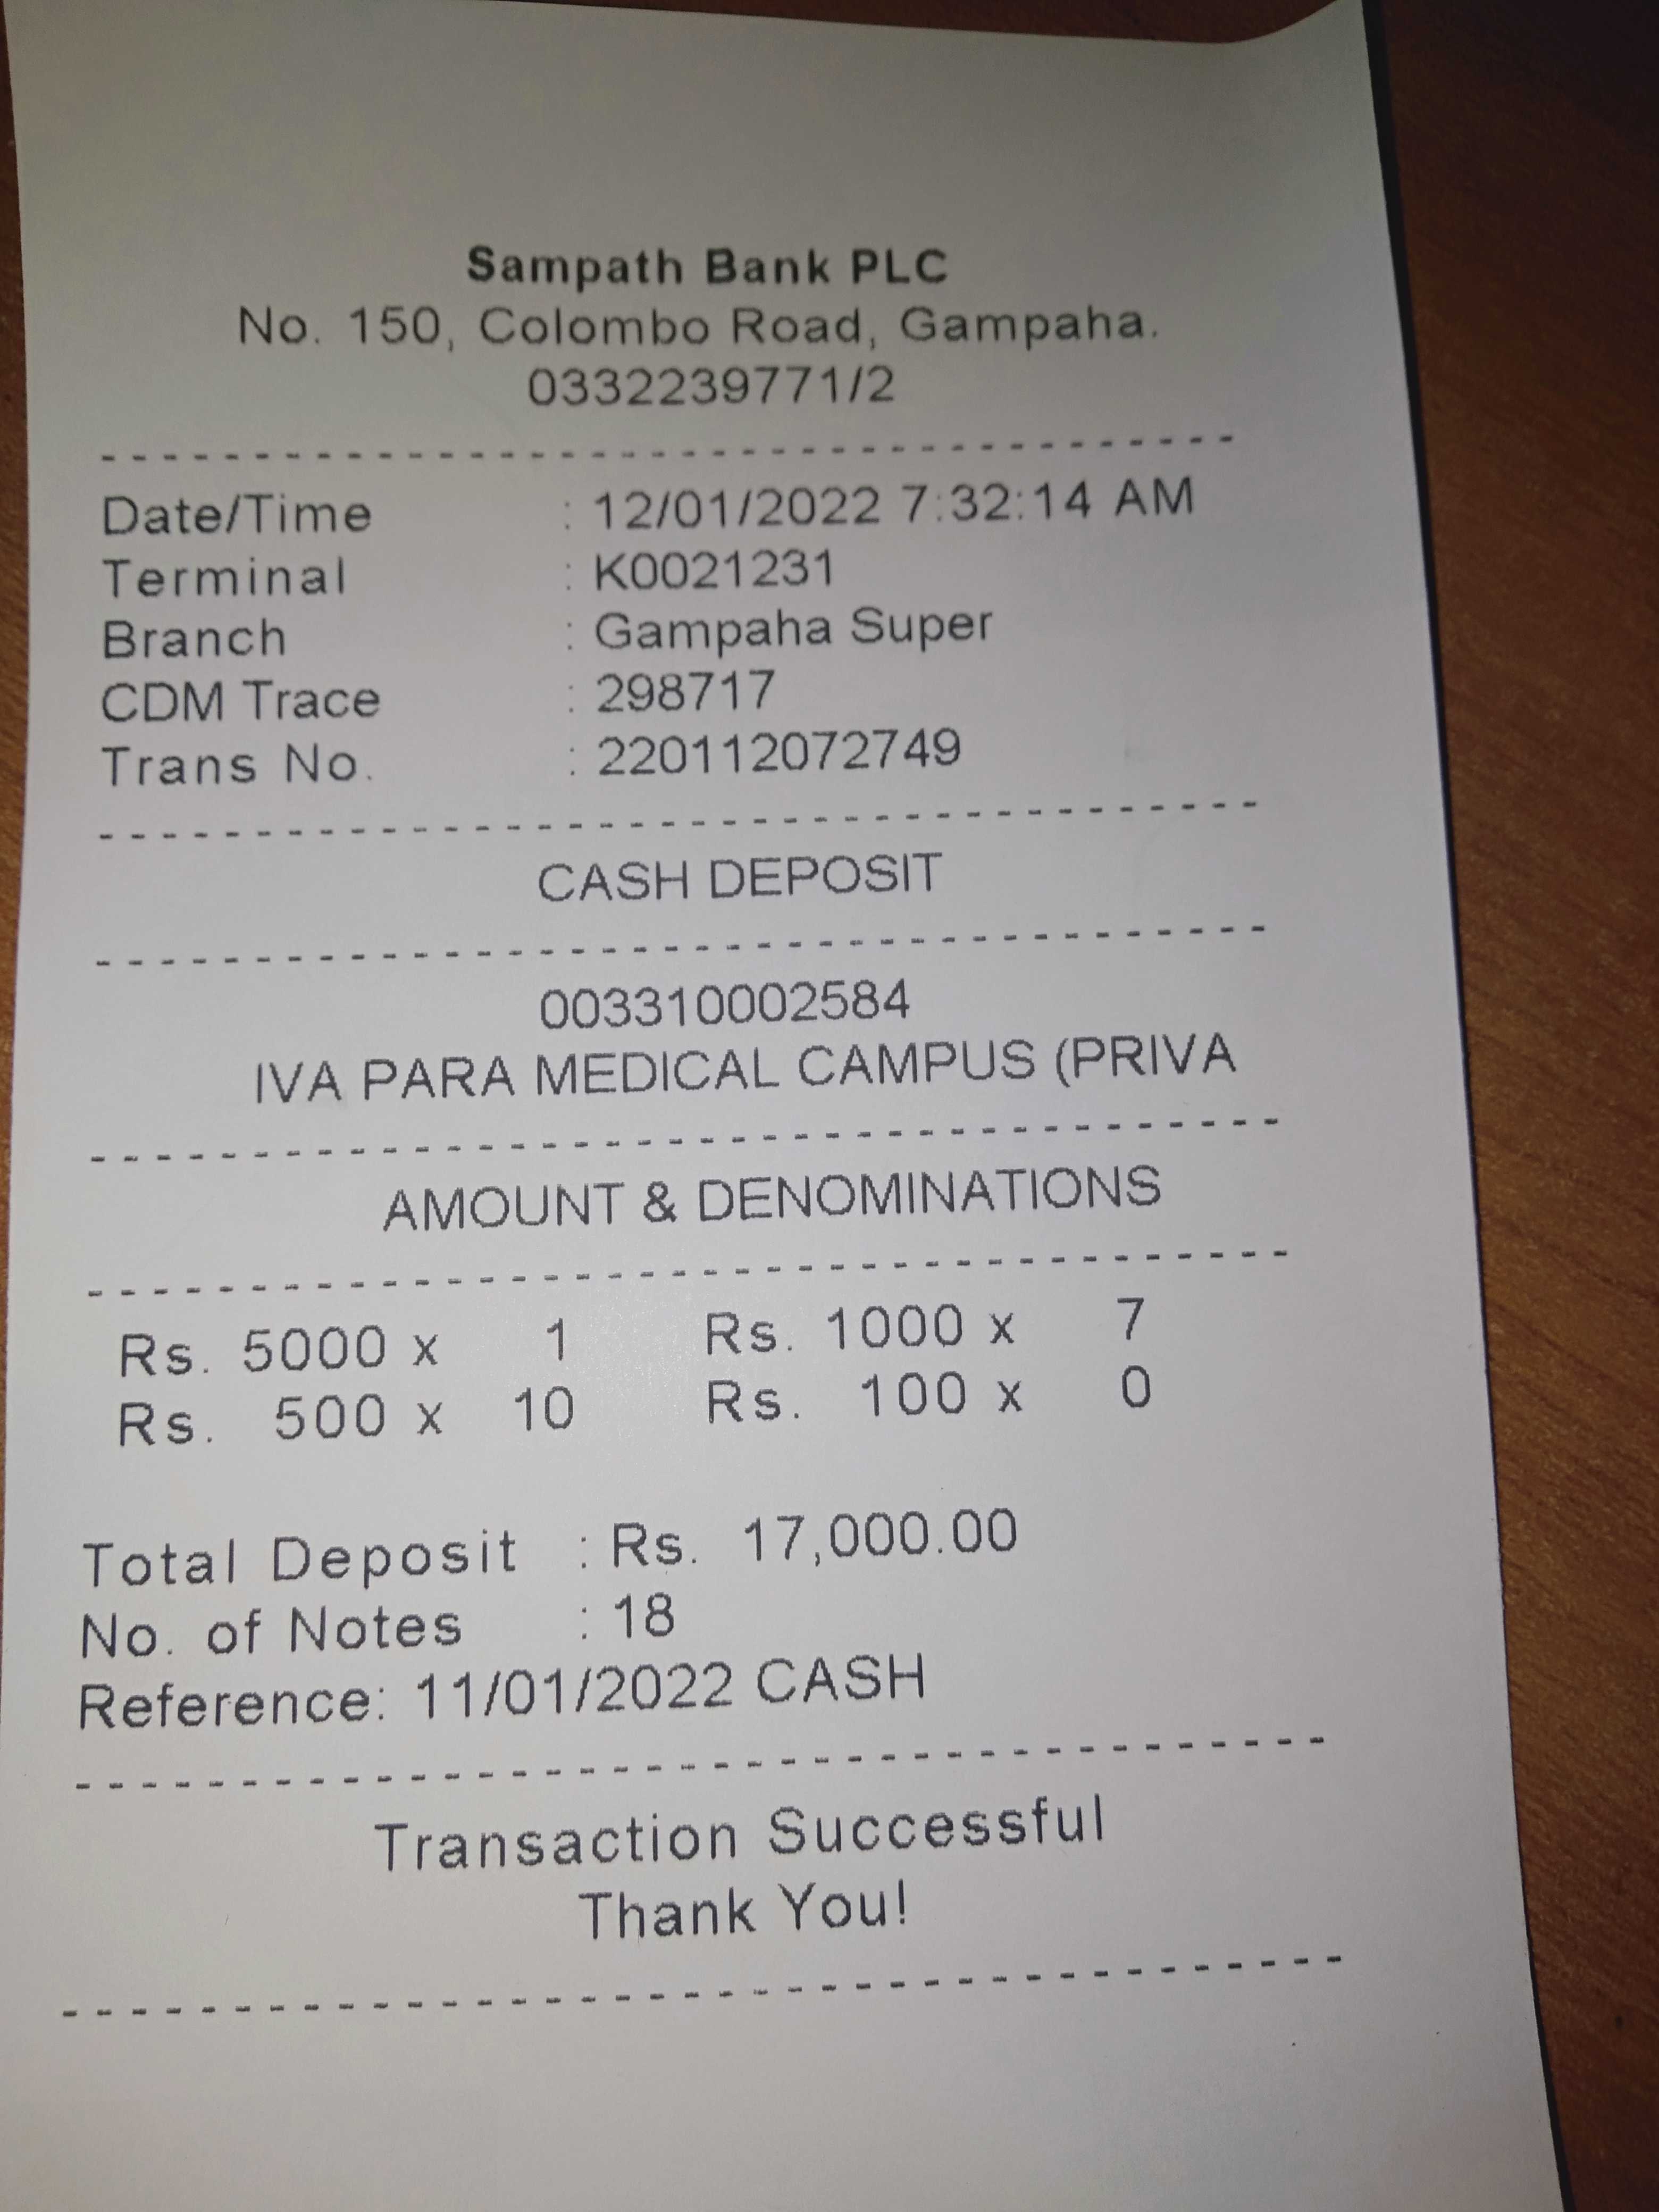 Sampath Bank PLC
No. 150, Colombo Road, Gampaha.
0332239771/2
Date/Time : 12/01/2022 7:32:14 AM
Terminal : K0021231
Branch : Gampaha Super
CDM Trace : 298717
Trans No. : 220112072749
CASH DEPOSIT
003310002584
IVA PARA MEDICAL CAMPUS (PRIVA
AMOUNT & DENOMINATIONS
Rs. 5000 x 1 Rs. 1000 x 7
Rs. 500 x 10 Rs. 100 x 0
Total Deposit : Rs. 17,000.00
No. of Notes : 18
Reference: 11/01/2022 CASH
Transaction Successful
Thank You!